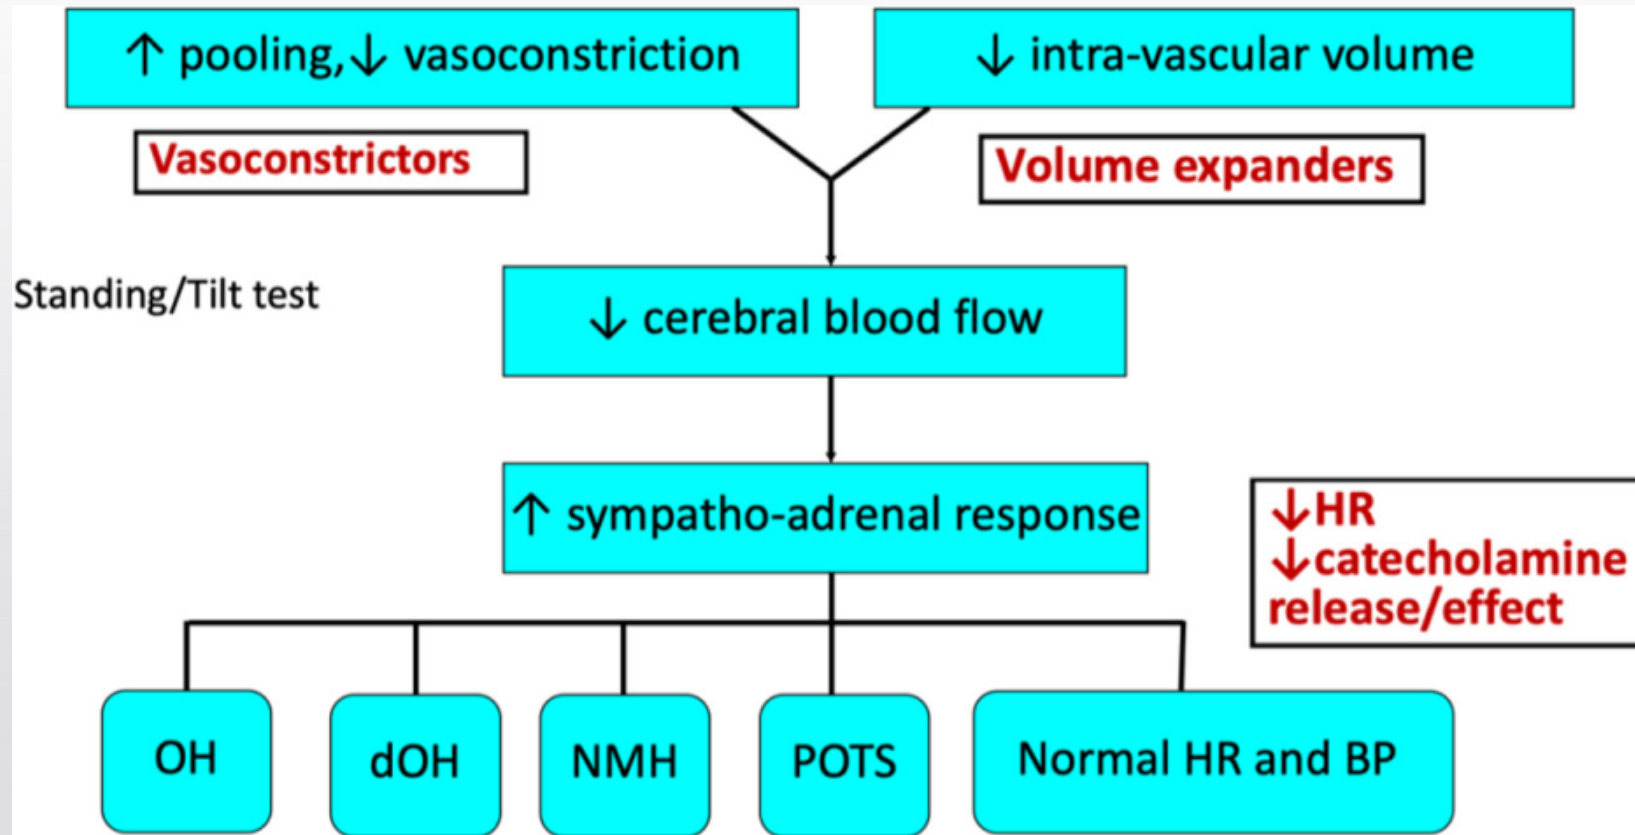 ↑ pooling,↓ vasoconstriction
↓ intra-vascular volume
Vasoconstrictors
Volume expanders
Standing/Tilt test
↓ cerebral blood flow
↑ sympatho-adrenal response
↓HR
↓catecholamine
release/effect
OH
dOH
NMH
POTS
Normal HR and BP